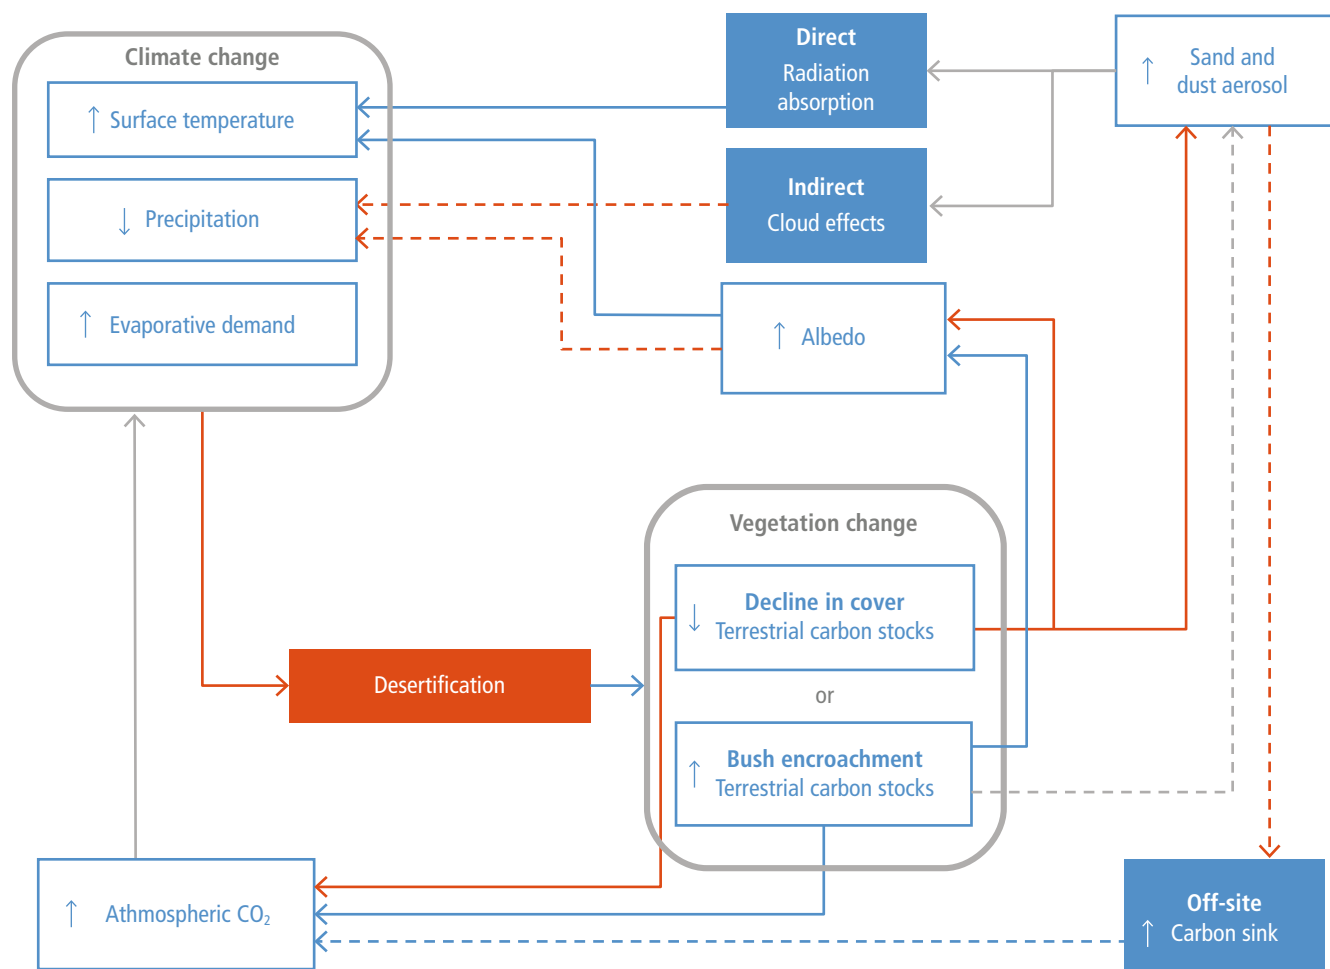 Climate change
↑ Surface temperature
↓ Precipitation
↑ Evaporative demand
Direct
Radiation
absorption
Indirect
Cloud effects
↑ Albedo
↑ Sand and
dust aerosol
Vegetation change
Decline in cover
↓ Terrestrial carbon stocks
or
Bush encroachment
↑ Terrestrial carbon stocks
Desertification
↑ Athmospheric CO₂
Off-site
↑ Carbon sink